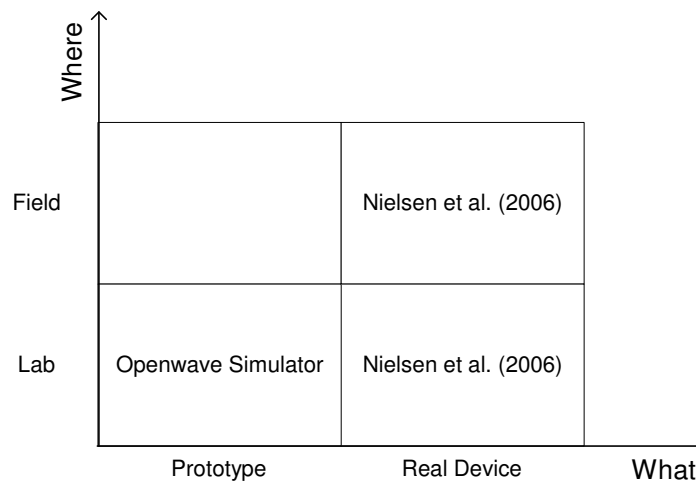 Where
Field
Nielsen et al. (2006)
Lab
Openwave Simulator
Nielsen et al. (2006)
Prototype
Real Device
What